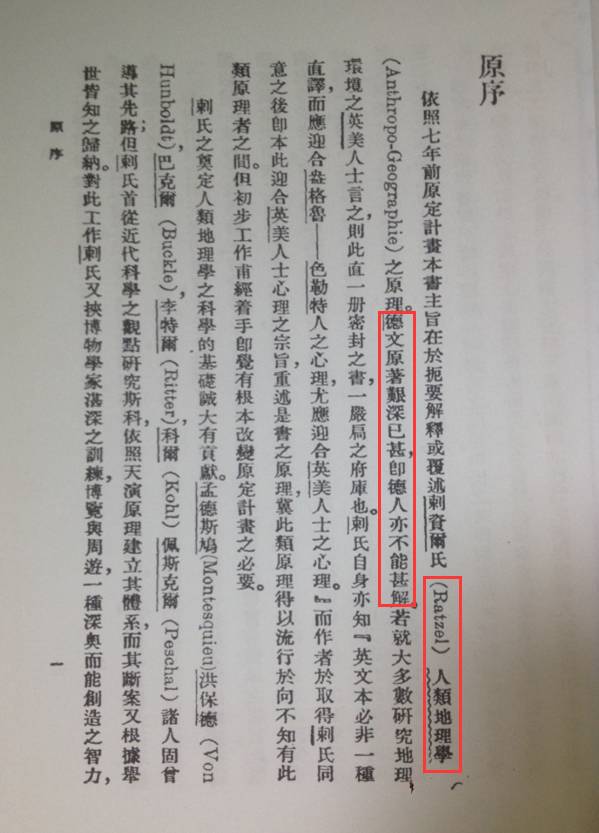 原序
依照七年前原定計畫本書主旨在於扼要解釋或覆述剌資爾氏(Ratzel)人類地理學
(Anthropo-Geographie)之原理。德文原著艱深已甚,卽德人亦不能甚解。若就大多數研究地理
環境之英美人士言之,則此直一册密封之書,一嚴扃之府庫也。剌氏自身亦知『英文本必非一種
直譯,而應迎合盎格魯——色勒特人之心理,尤應迎合英美人士之心理。』而作者於取得剌氏同
意之後卽本此迎合英美人士心理之宗旨,重述是書之原理,冀此類原理得以流行於向不知有此
類原理者之間。但初步工作甫經着手卽覺有根本改變原定計畫之必要。
剌氏之奠定人類地理學之科學的基礎誠大有貢獻。孟德斯鳩(Montesquieu)洪保德(Von
Hunboldt),巴克爾(Buckle),李特爾(Ritter),科爾(Kohl)佩斯克爾(Peschal)諸人固曾
導其先路;但剌氏首從近代科學之觀點研究斯科,依照天演原理建立其體系,而其斷案又根據舉
世皆知之歸納。對此工作剌氏又挾博物學家湛深之訓練,博覽與周遊,一種深奧而能創造之智力,
原序
一